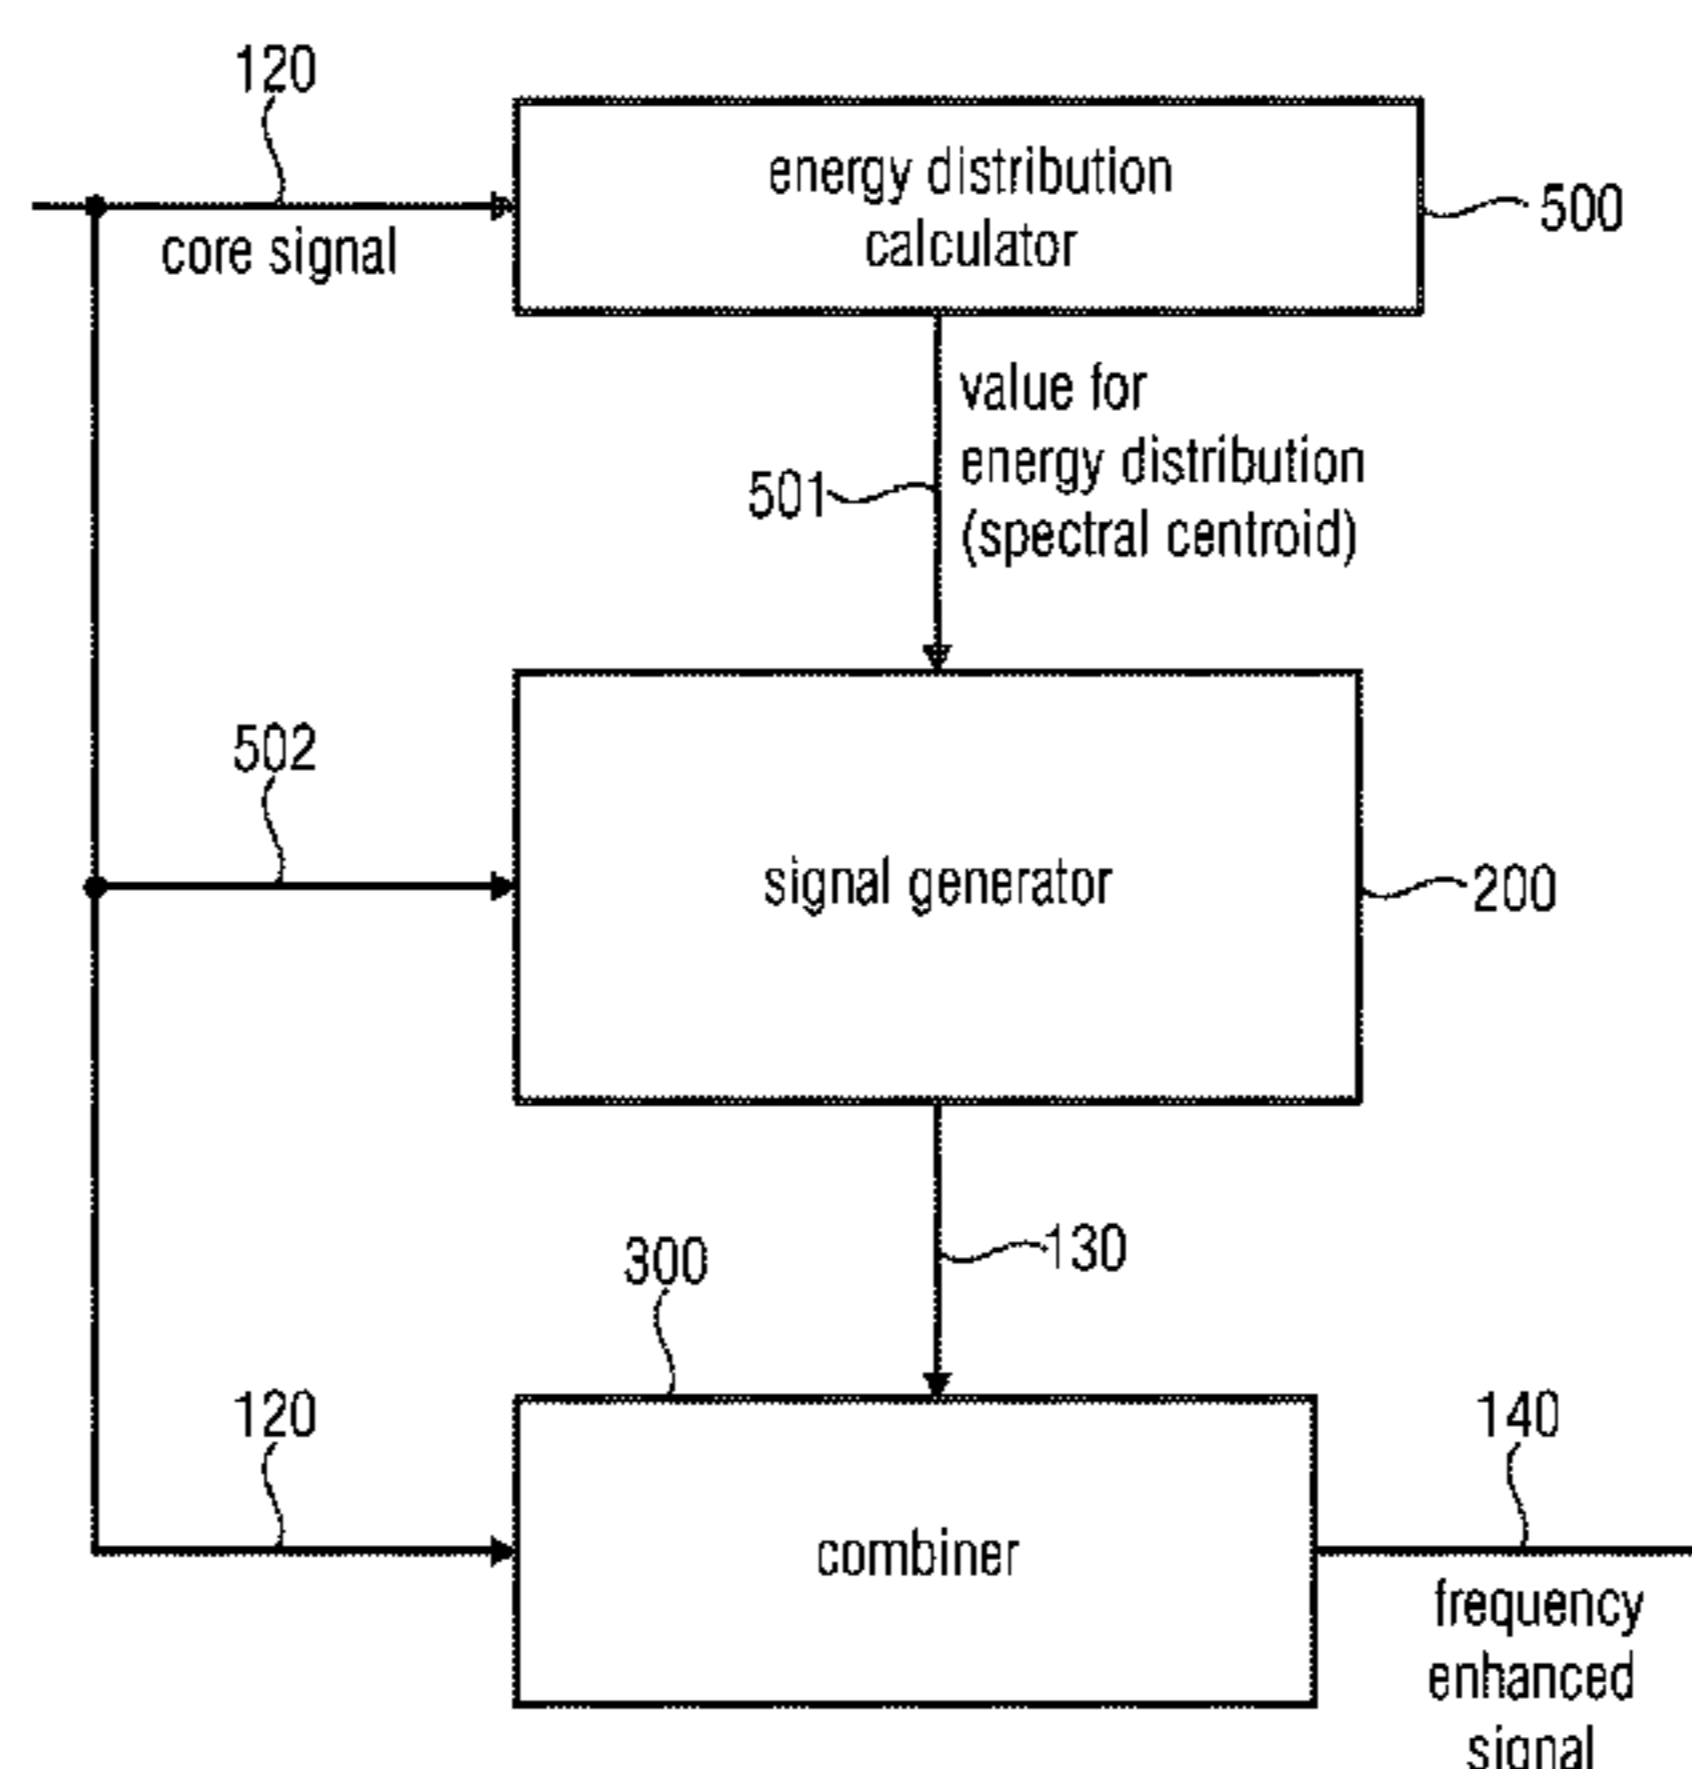 120
energy distribution
calculator
500
core signal
value for
energy distribution
(spectral centroid)
501
502
signal generator
200
130
300
120
140
combiner
frequency
enhanced
signal